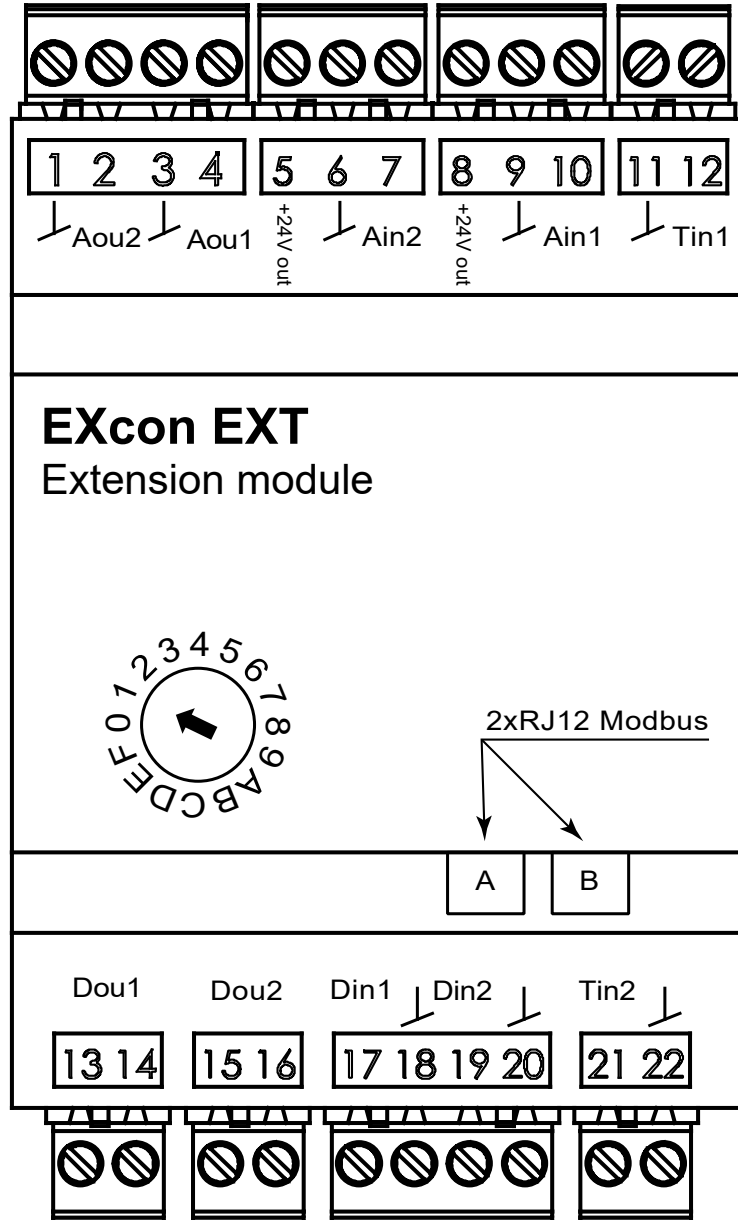 1 2 3 4 5 6 7 8 9 10 11 12
Aou2 Aou1 +24V out Ain2 +24V out Ain1 Tin1
EXcon EXT
Extension module
0 1 2 3 4 5 6 7 8 9 A B C D E F
2xRJ12 Modbus
A B
Dou1 Dou2 Din1 Din2 Tin2
13 14 15 16 17 18 19 20 21 22